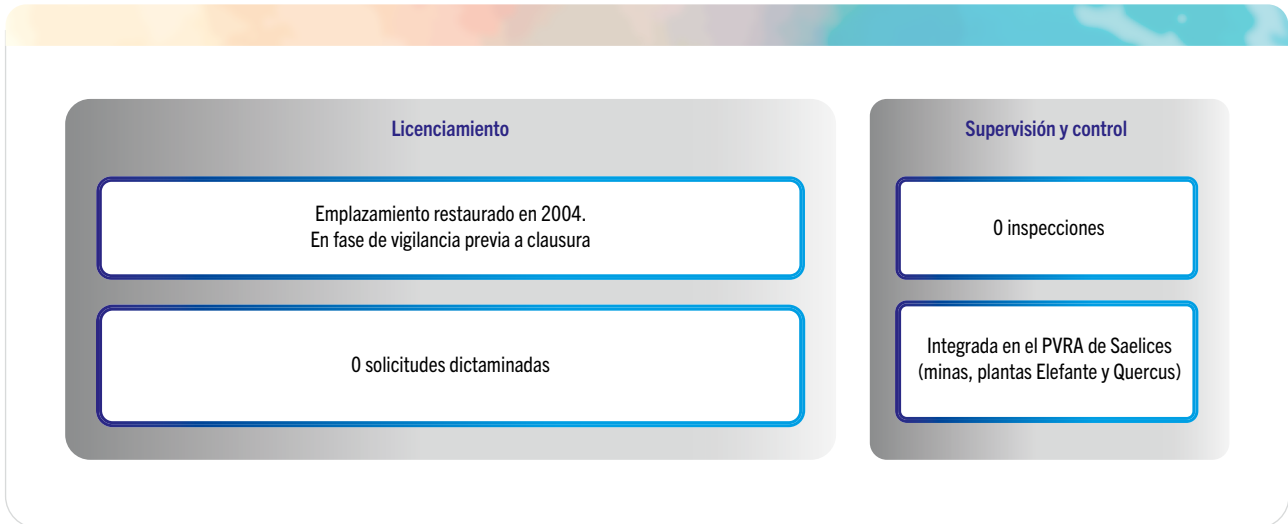 Licenciamiento
Emplazamiento restaurado en 2004.
En fase de vigilancia previa a clausura
0 solicitudes dictaminadas
Supervisión y control
0 inspecciones
Integrada en el PVRA de Saelices
(minas, plantas Elefante y Quercus)